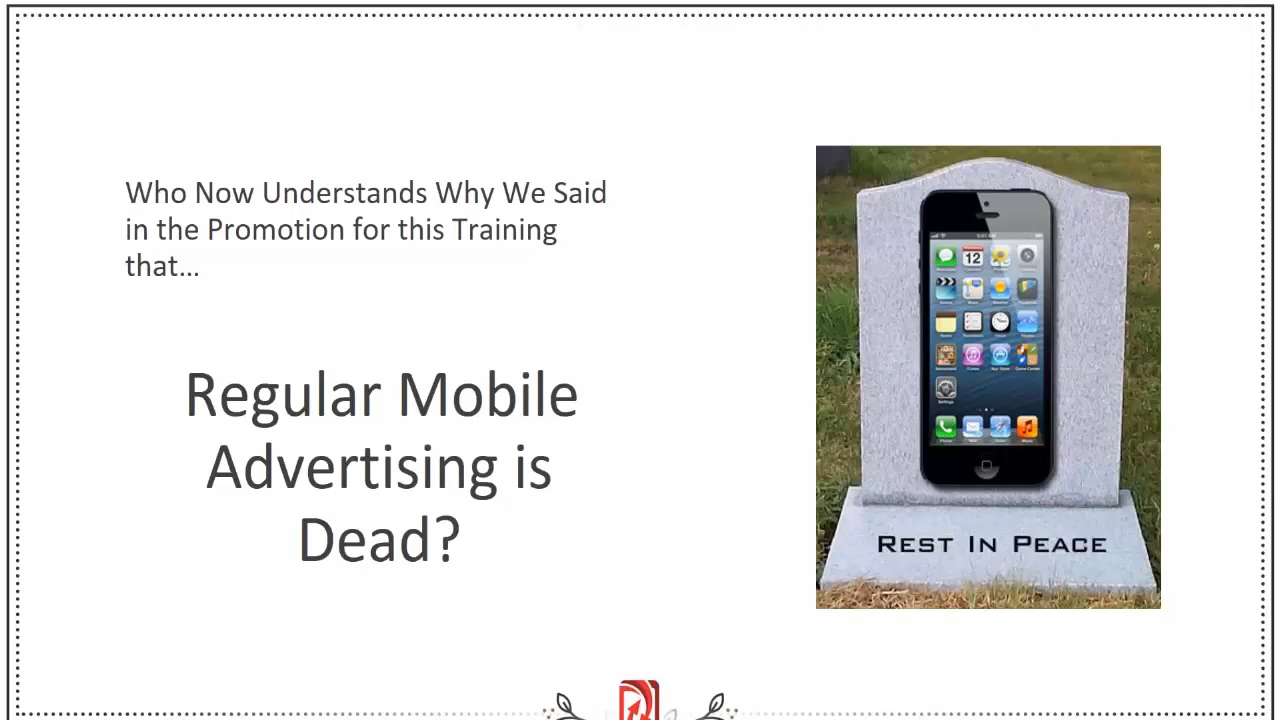 Who Now Understands Why We Said
in the Promotion for this Training
that...
Regular Mobile
Advertising is
Dead?
12
REST IN PEACE